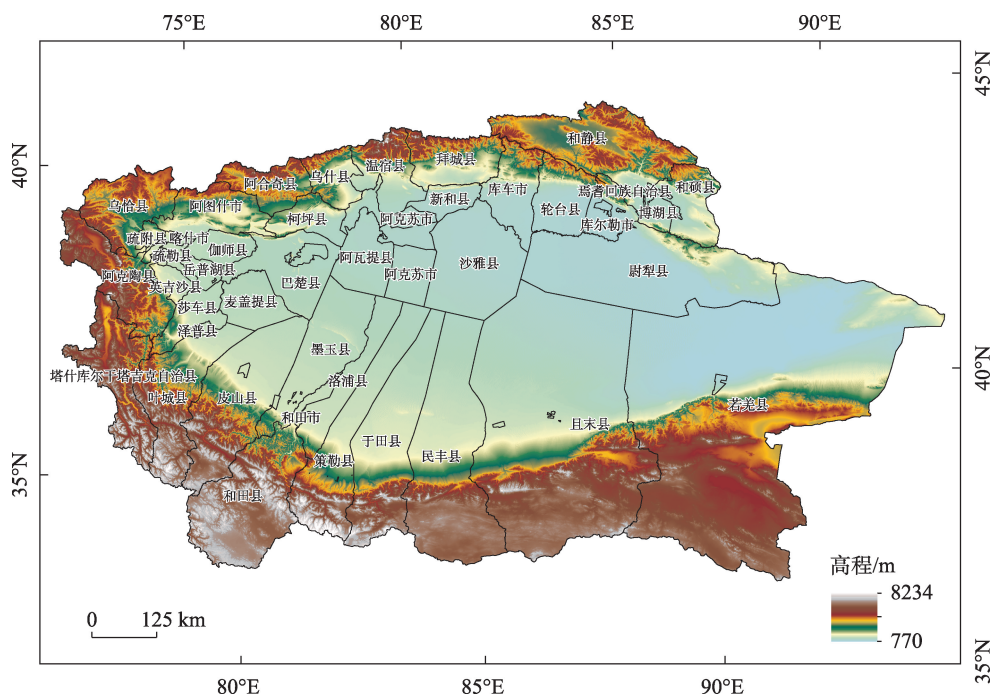 75°E
80°E
85°E
90°E
45°N
40°N
40°N
35°N
35°N
和静县
温宿县
拜城县
乌什县
阿合奇县
库车市
焉耆回族自治县
和硕县
新和县
乌恰县
阿图什市
柯坪县
阿克苏市
轮台县
博湖县
库尔勒市
疏附县
喀什市
伽师县
疏勒县
岳普湖县
阿瓦提县
阿克苏市
沙雅县
尉犁县
阿克陶县
英吉沙县
巴楚县
麦盖提县
莎车县
泽普县
墨玉县
塔什库尔干塔吉克自治县
洛浦县
叶城县
皮山县
若羌县
和田市
且末县
于田县
民丰县
策勒县
和田县
高程/m
8234
770
0
125 km
80°E
85°E
90°E